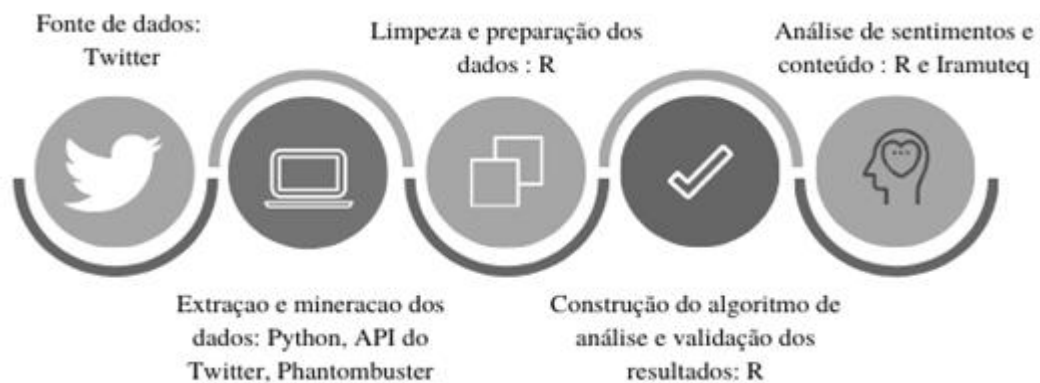 Fonte de dados:
Twitter
Extraçao e mineracao dos
dados: Python, API do
Twitter, Phantombuster
Limpeza e preparação dos
dados : R
Construção do algoritmo de
análise e validação dos
resultados: R
Análise de sentimentos e
conteúdo : R e Iramuteq